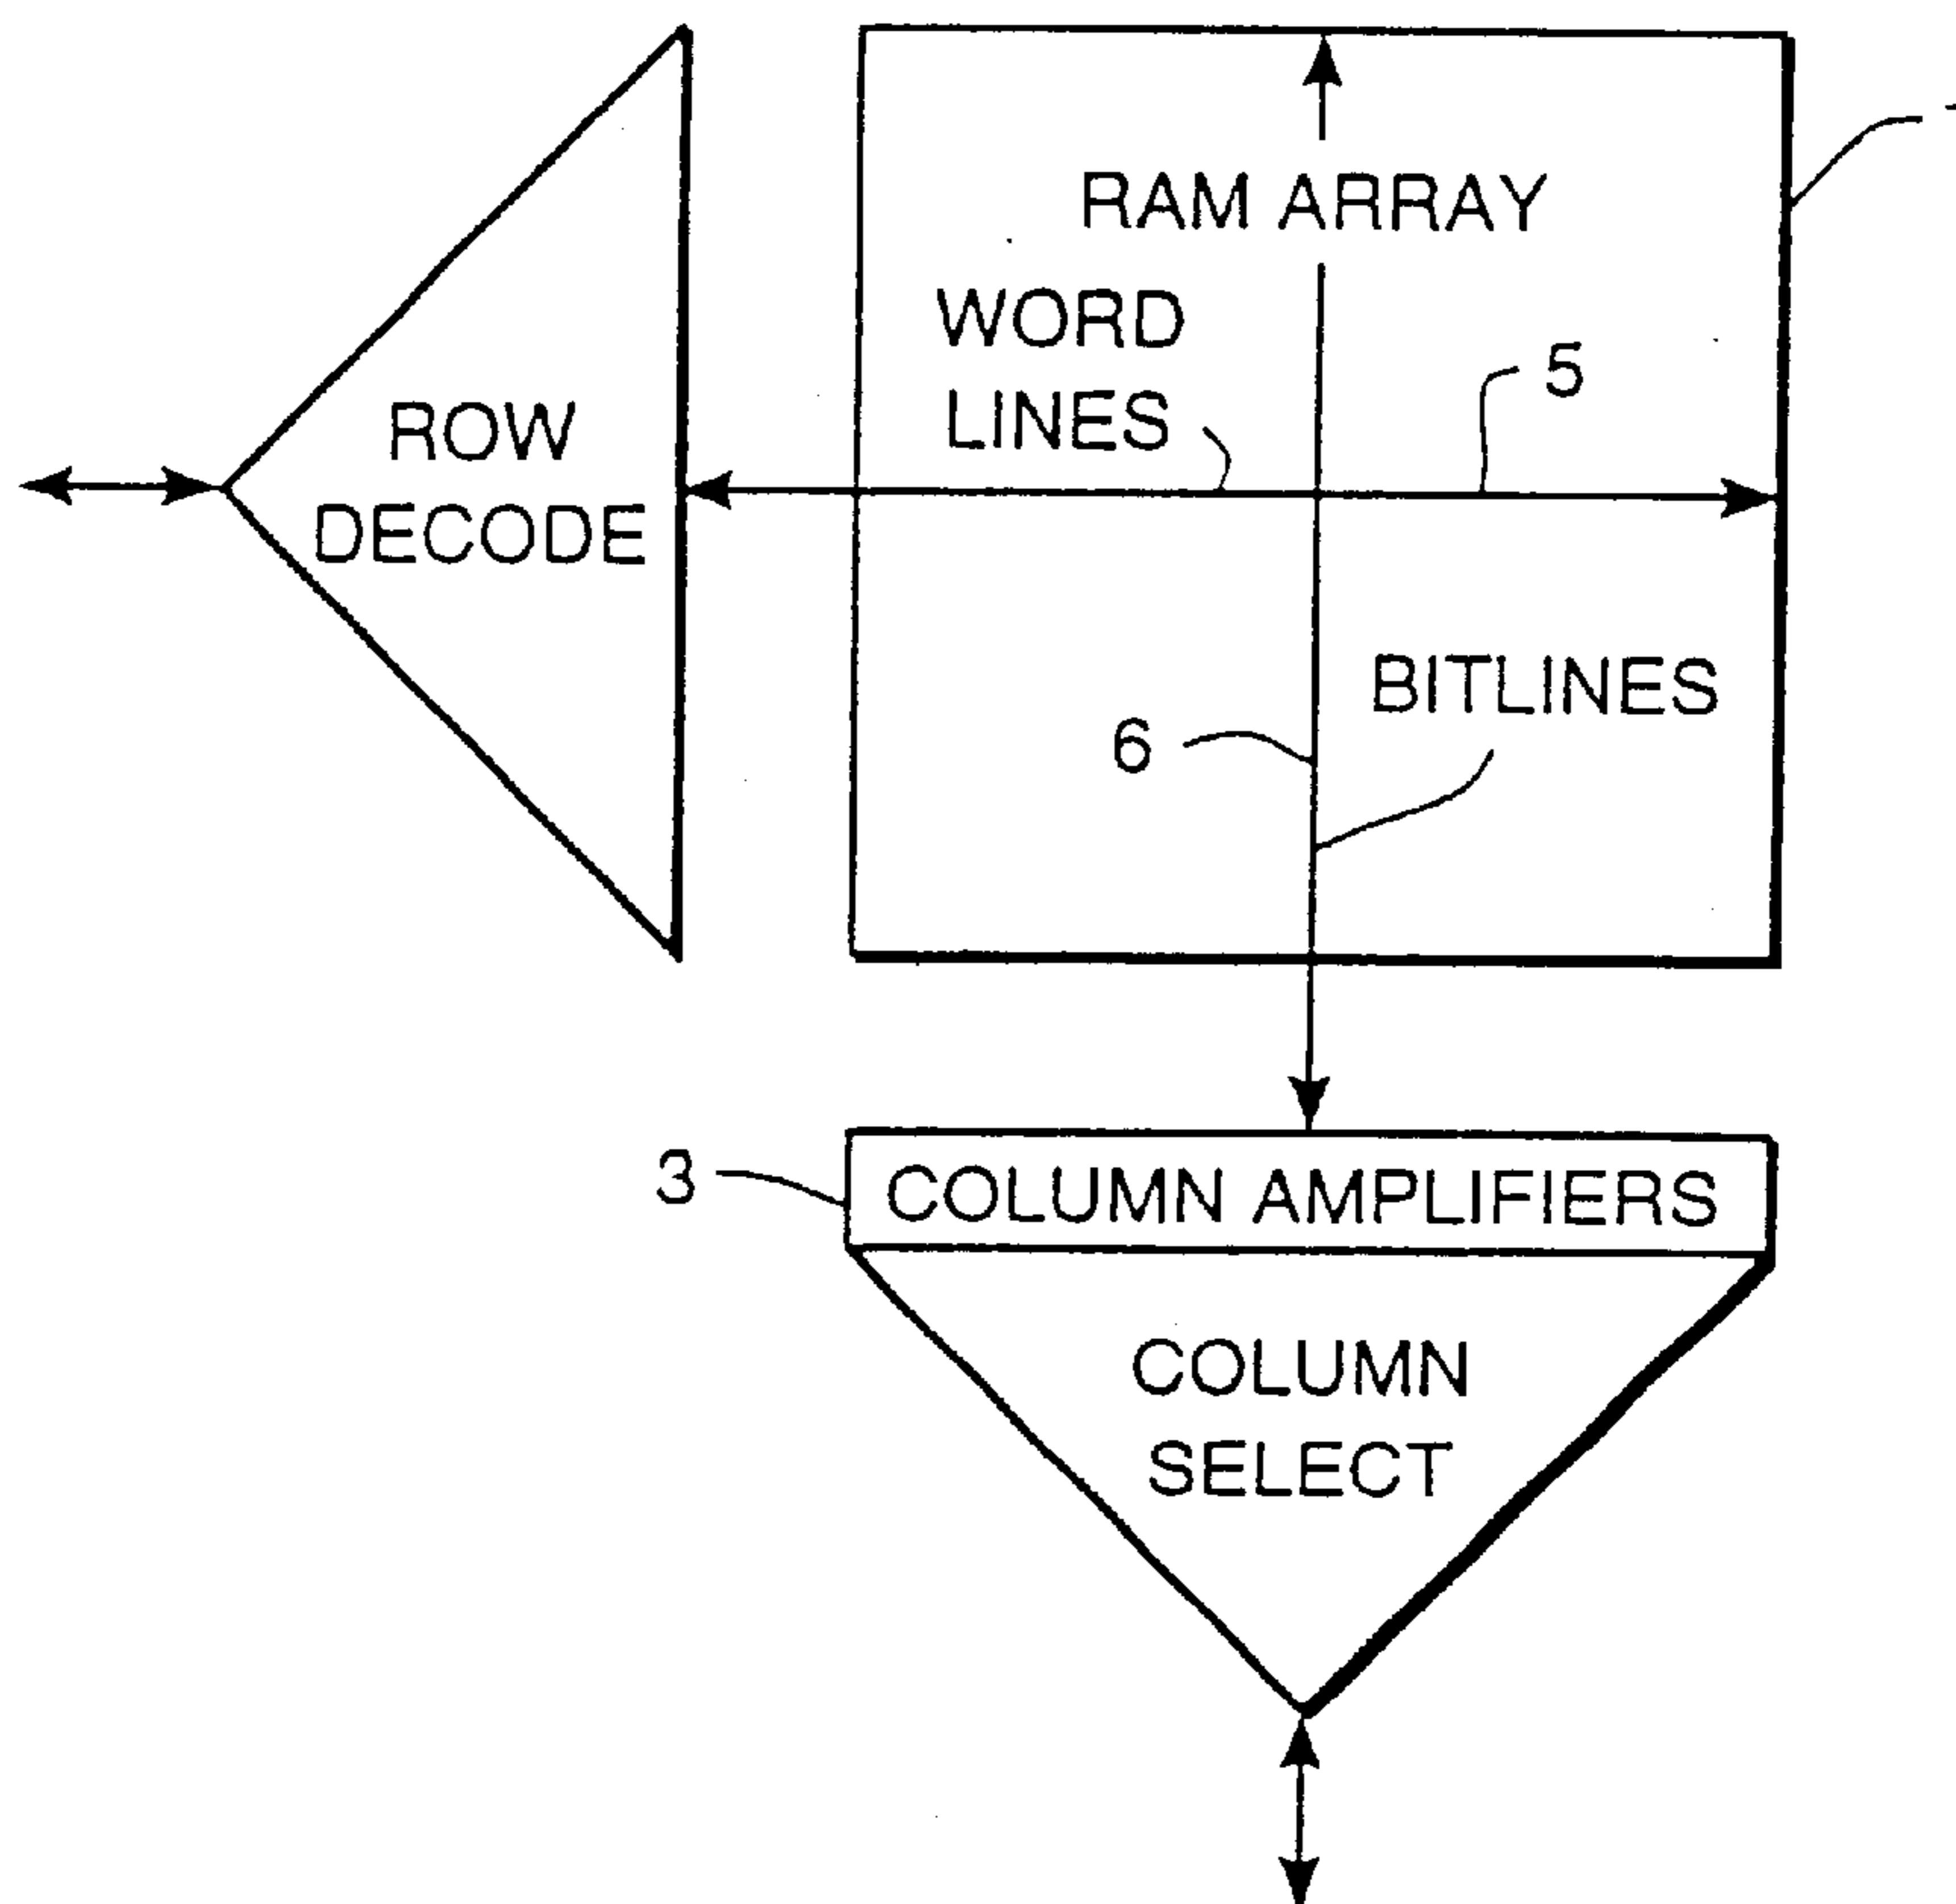 RAM ARRAY
WORD
LINES
5
ROW
DECODE
BITLINES
6
3
COLUMN AMPLIFIERS
COLUMN
SELECT